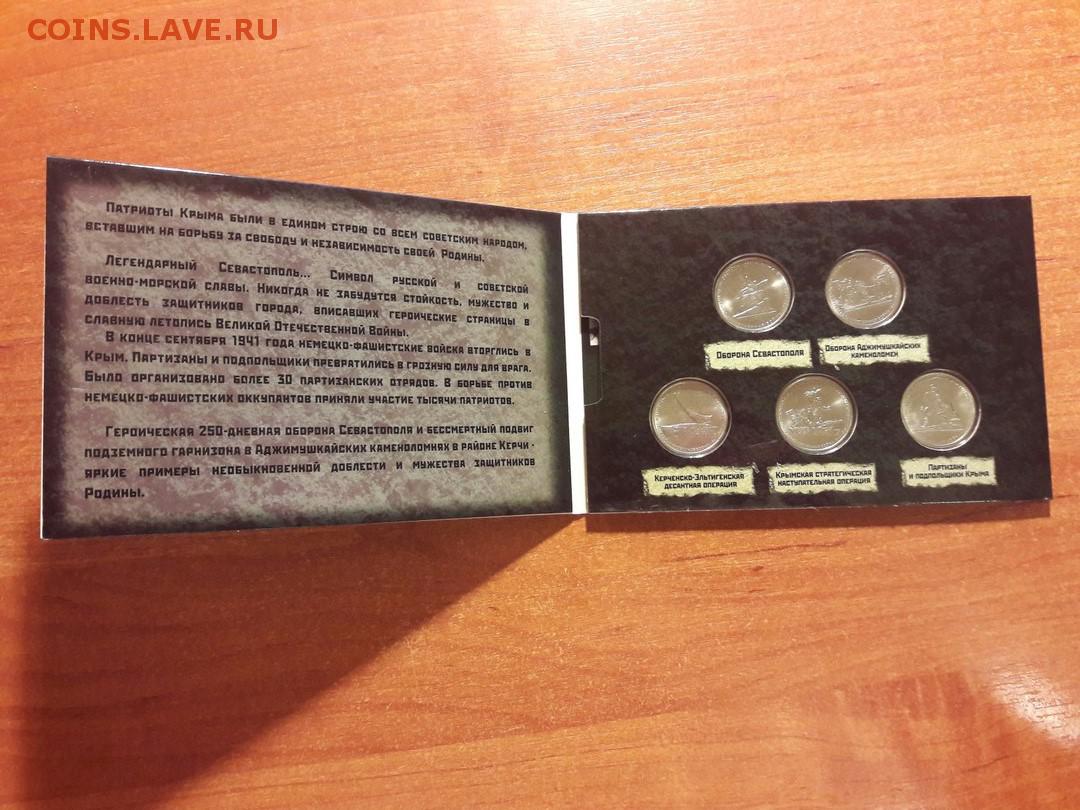 COINS.LAVE.RU
Патриоты Крыма были в едином строю со всем советским народом,
вставшим на борьбу за свободу и независимость своей Родины.
Легендарный Севастополь... Символ русской и советской
военно-морской славы. Никогда не забудутся стойкость, мужество и
доблесть защитников города, вписавших героические страницы в
славную летопись Великой Отечественной Войны.
В конце сентября 1941 года немецко-фашистские войска вторглись в
Крым. Партизаны и подпольщики превратились в грозную силу для врага.
Было организовано более 30 партизанских отрядов. В борьбе против
немецко-фашистских оккупантов приняли участие тысячи патриотов.
Героическая 250-дневная оборона Севастополя и бессмертный подвиг
подземного гарнизона в Аджимушкайских каменоломнях в районе Керчи -
яркие примеры необыкновенной доблести и мужества защитников
Родины.
Оборона Севастополя
Оборона Аджимушкайских
каменоломен
Керченско-Эльтигенская
десантная операция
Крымская стратегическая
наступательная операция
Партизаны
и подпольщики Крыма